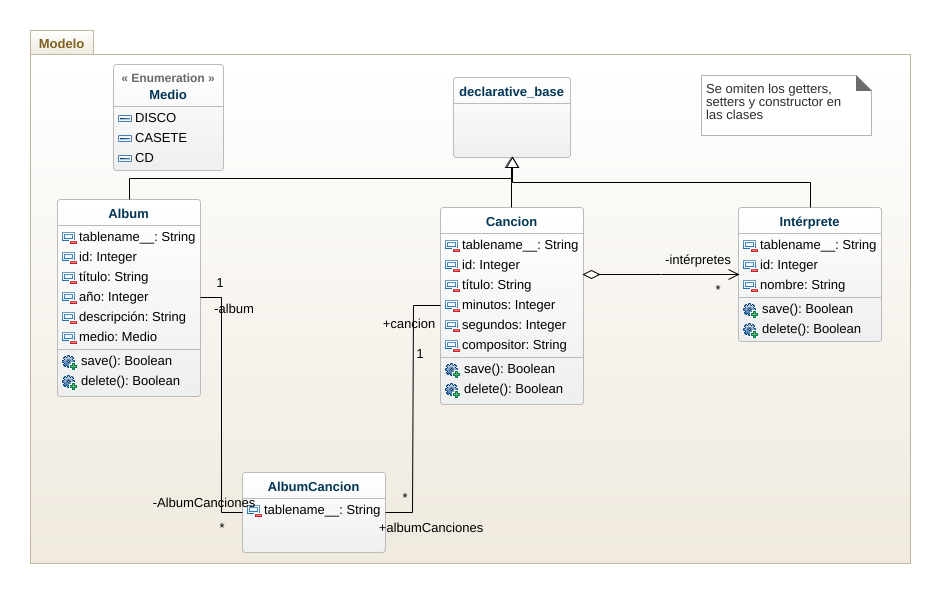 Modelo
« Enumeration »
Medio
DISCO
CASETE
CD
declarative_base
Se omiten los getters,
setters y constructor en
las clases
Album
tablename__: String
id: Integer
título: String
año: Integer
descripción: String
medio: Medio
save(): Boolean
delete(): Boolean
1
-album
Cancion
tablename__: String
id: Integer
título: String
minutos: Integer
segundos: Integer
compositor: String
save(): Boolean
delete(): Boolean
+cancion
1
-intérpretes
*
Intérprete
tablename__: String
id: Integer
nombre: String
save(): Boolean
delete(): Boolean
AlbumCancion
tablename__: String
-AlbumCanciones
*
*
+albumCanciones